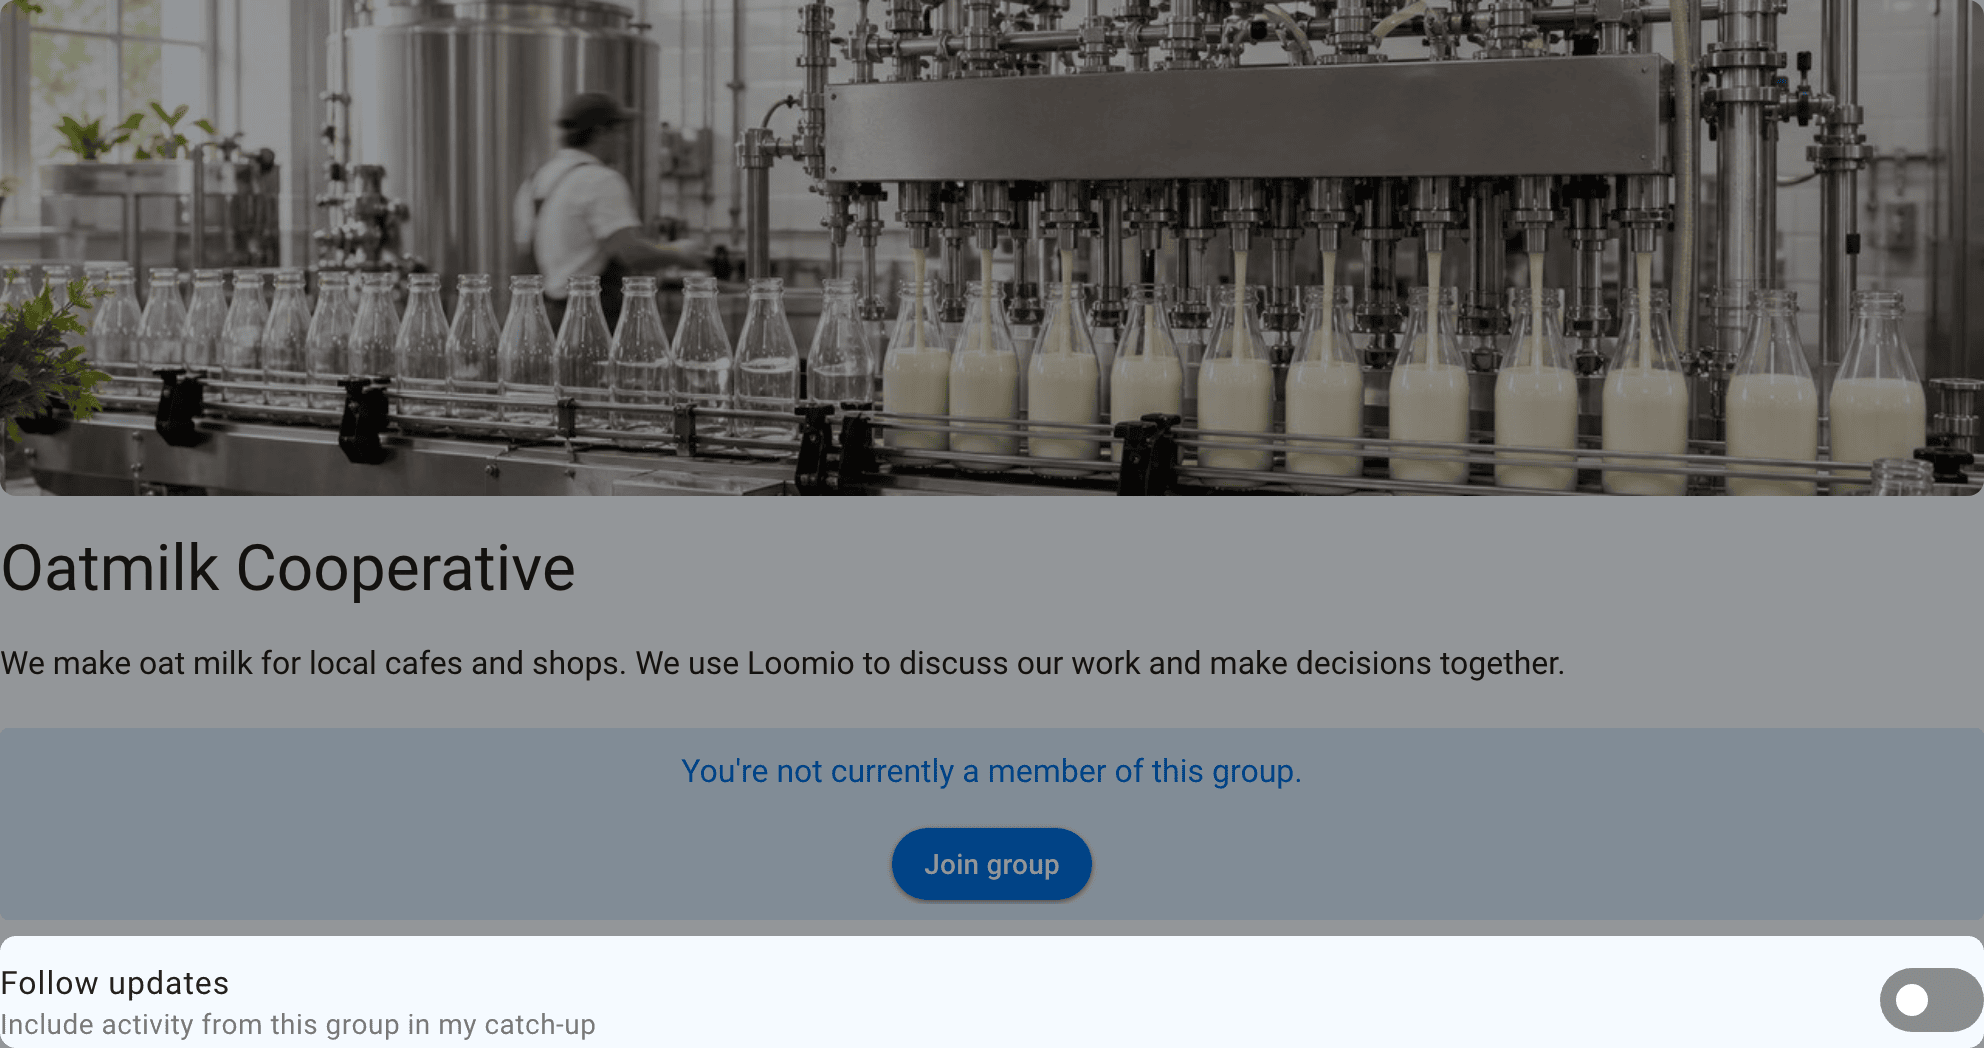 Oatmilk Cooperative
We make oat milk for local cafes and shops. We use Loomio to discuss our work and make decisions together.
You're not currently a member of this group.
Join group
Follow updates
Include activity from this group in my catch-up